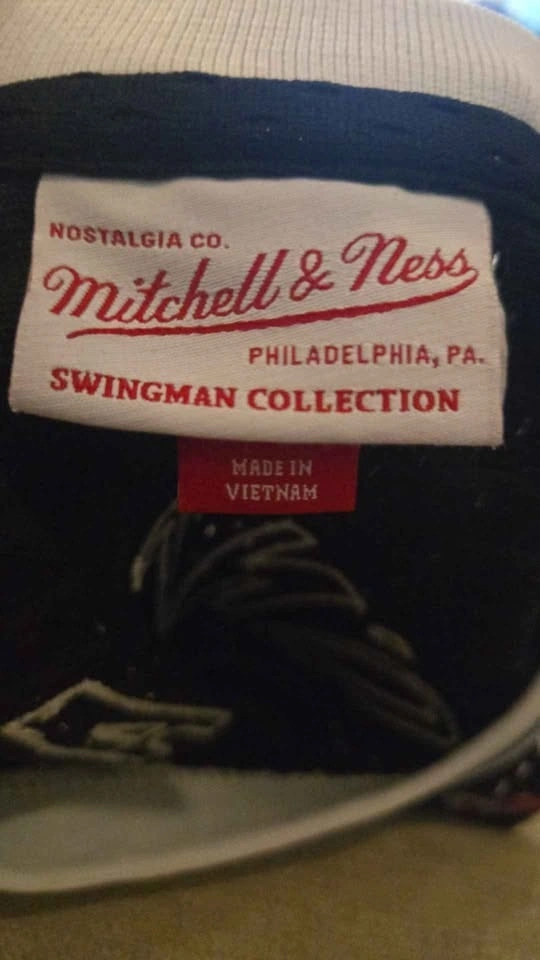 NOSTALGIA CO.
Mitchell & Ness
PHILADELPHIA, PA.
SWINGMAN COLLECTION
MADE IN
VIETNAM